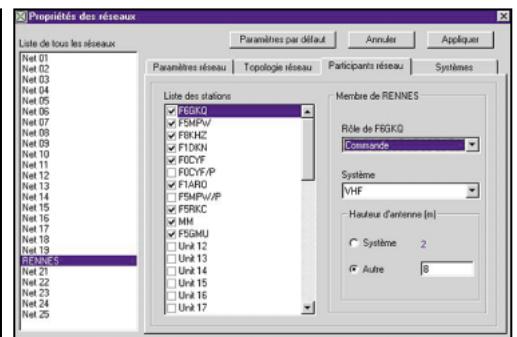 Propriétés des réseaux
Liste de tous les réseaux
Paramètres par défaut
Annuler
Appliquer
Net 01
Net 02
Net 03
Net 04
Net 05
Net 06
Net 07
Net 08
Net 09
Net 10
Net 11
Net 12
Net 13
Net 14
Net 15
Net 16
Net 17
Net 18
Net 19
RENNES
Net 21
Net 22
Net 23
Net 24
Net 25
Paramètres réseau
Topologie réseau
Participants réseau
Systèmes
Liste des stations
F6GKQ
F5MPW
F8KHZ
F1DKN
F0CYF
F0CYF/P
F1ARO
F5MPW/P
F5RKC
MM
F5GMU
Unit 12
Unit 13
Unit 14
Unit 15
Unit 16
Unit 17
Membre de RENNES
Rôle de F6GKQ
Commande
Système
VHF
Hauteur d'antenne (m)
Système 2
Autre 8